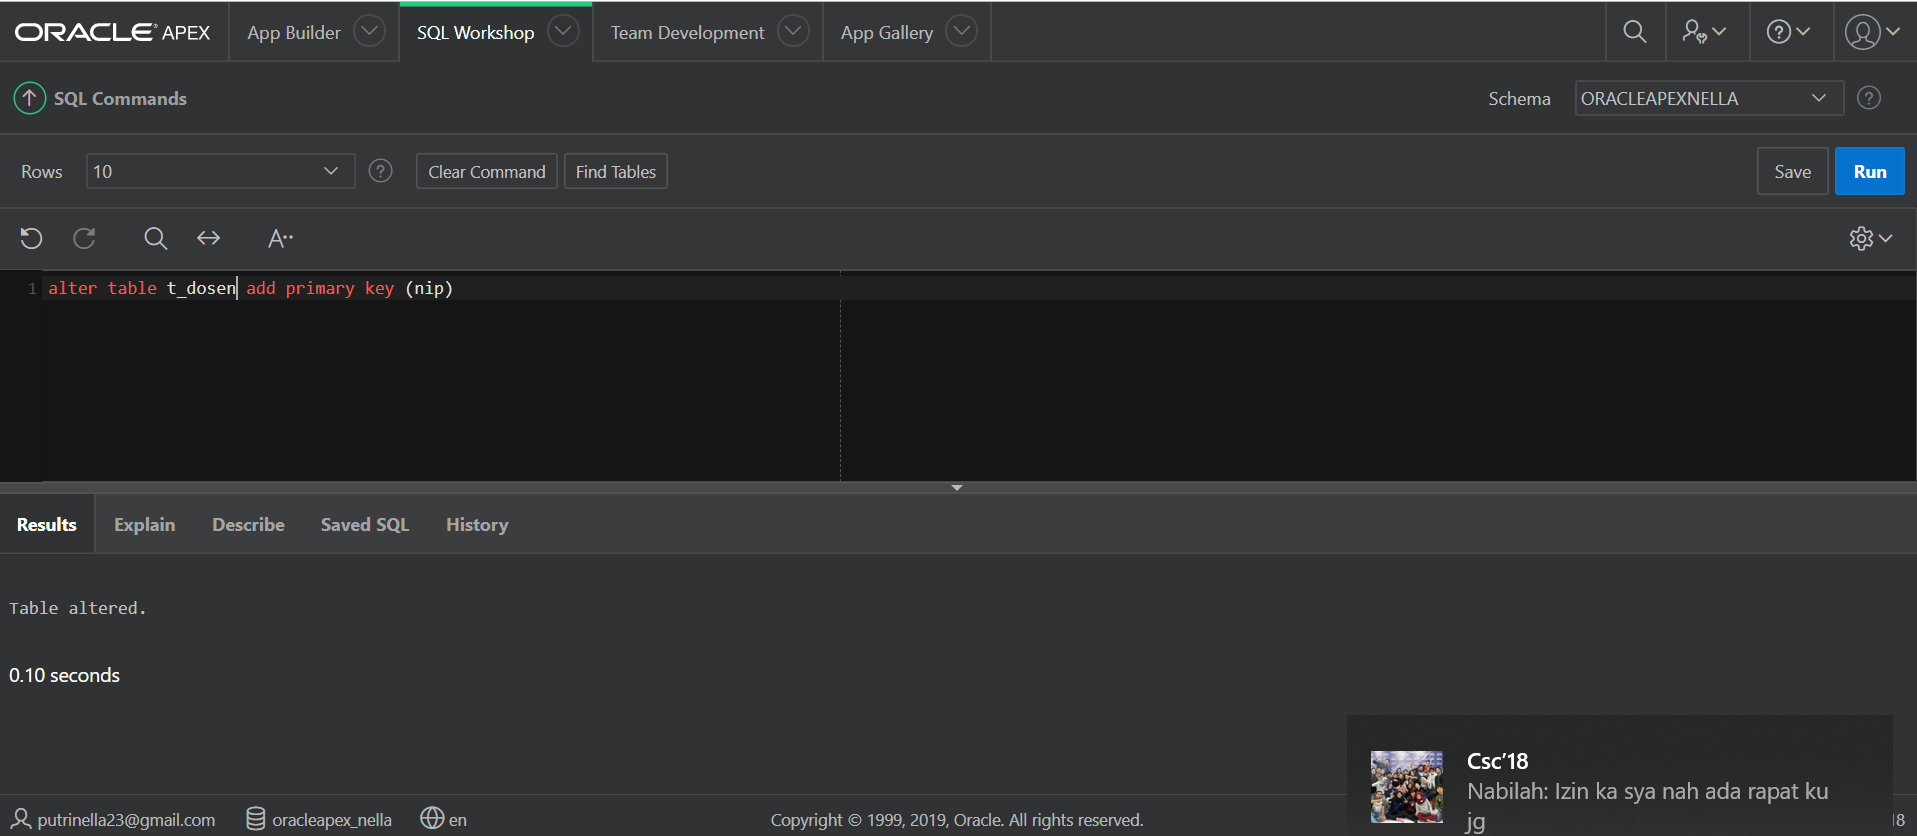 ORACLE APEX App Builder SQL Workshop Team Development App Gallery
SQL Commands Schema ORACLEAPEXNELLA
Rows 10 Clear Command Find Tables Save Run
A
1 alter table t_dosen add primary key (nip)
Results Explain Describe Saved SQL History
Table altered.
0.10 seconds
Csc'18
Nabilah: Izin ka sya nah ada rapat ku
jg
putrinella23@gmail.com oracleapex_nella en Copyright © 1999, 2019, Oracle. All rights reserved. 18